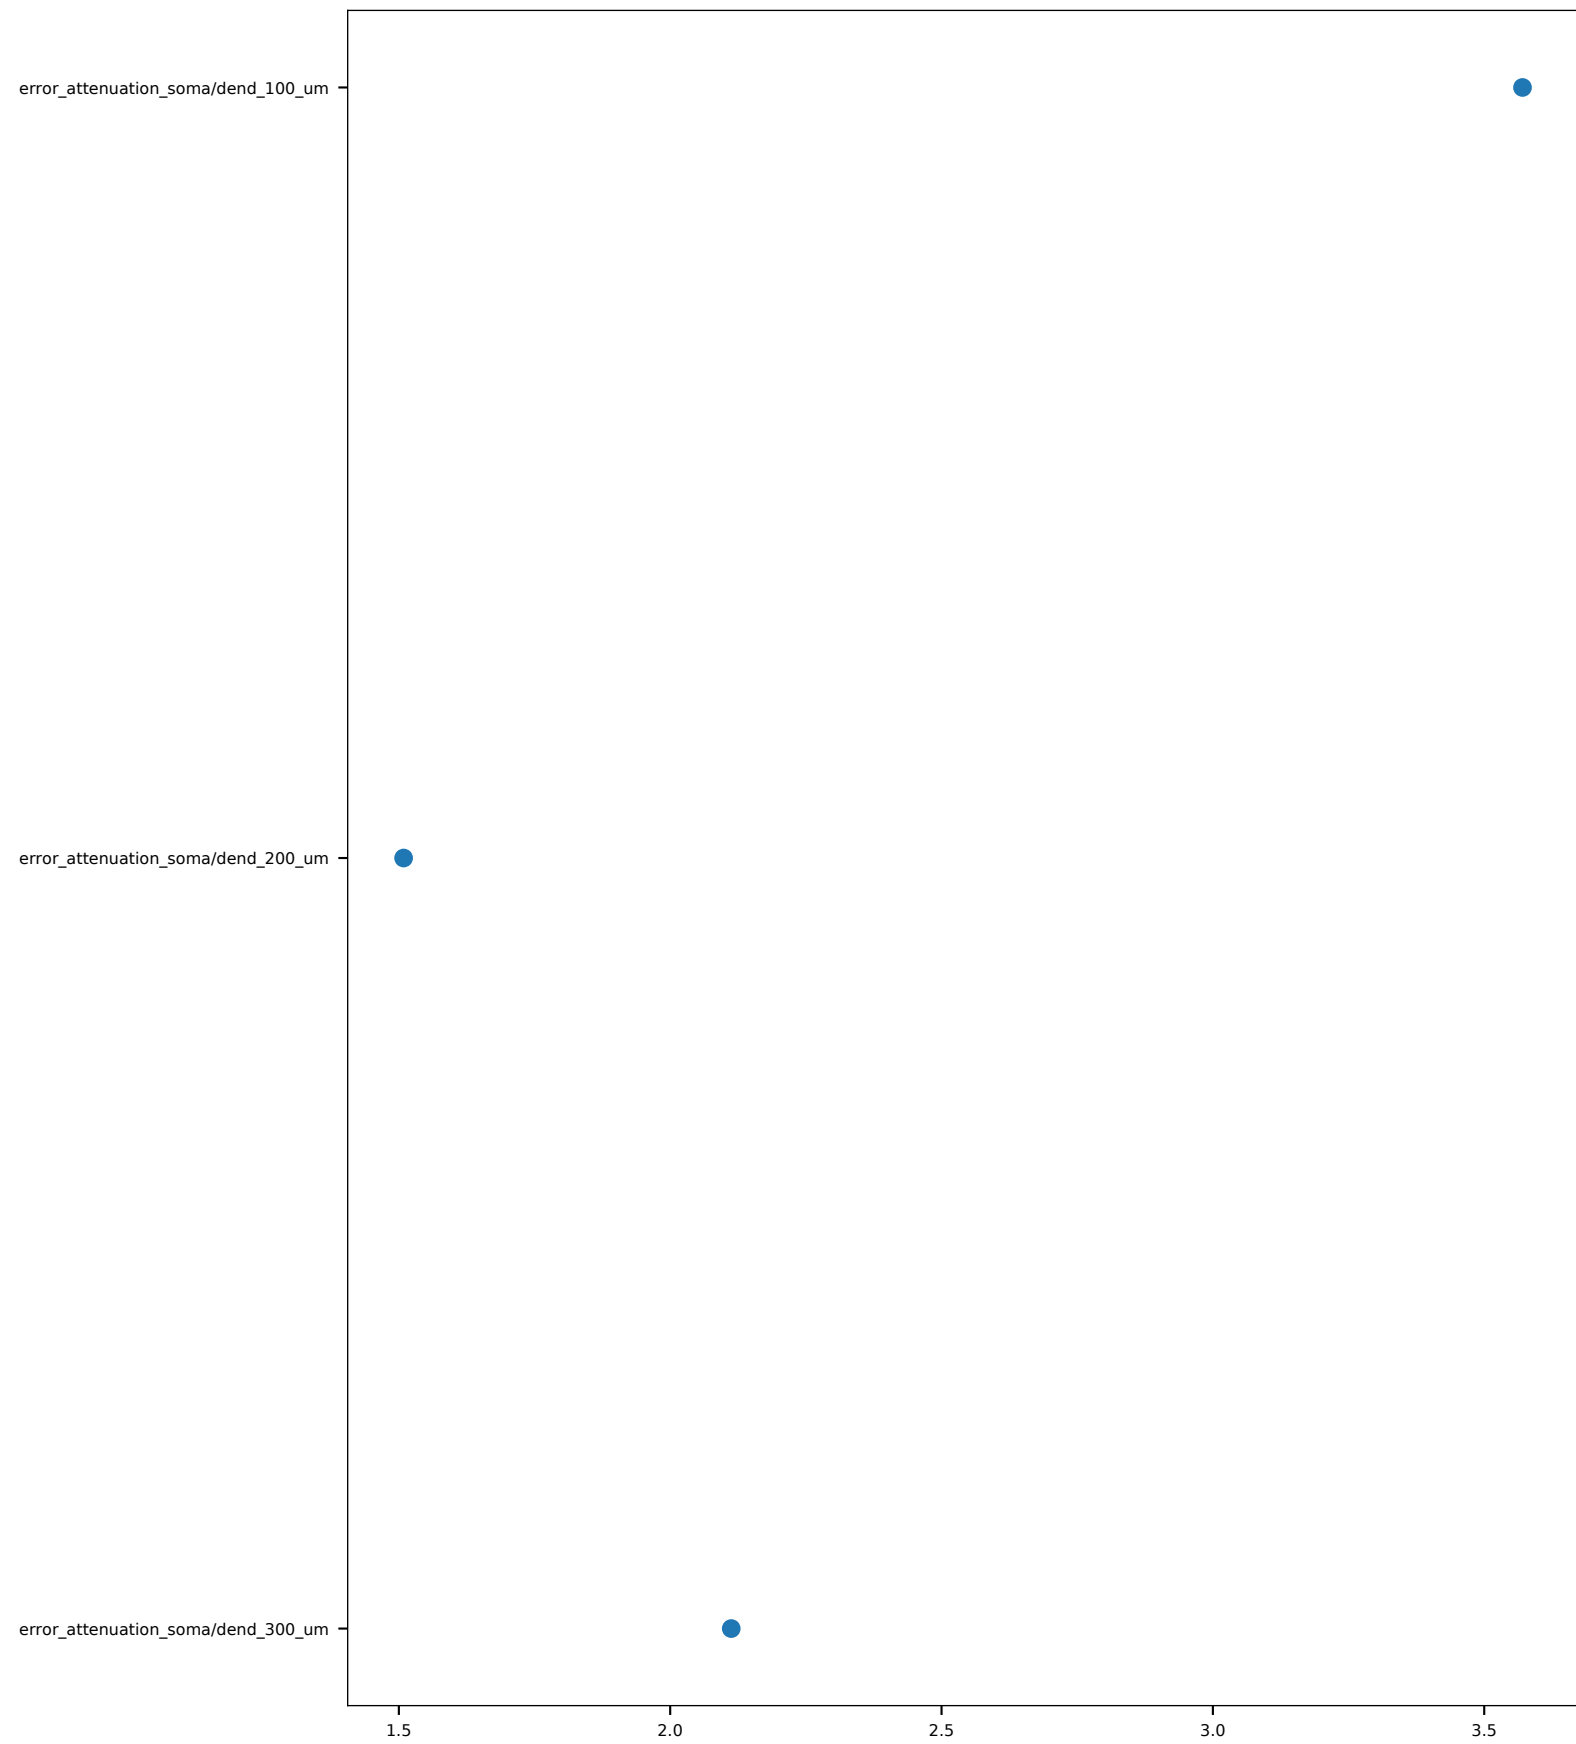 error_attenuation_soma/dend_100_um
error_attenuation_soma/dend_200_um
error_attenuation_soma/dend_300_um
1.5 2.0 2.5 3.0 3.5